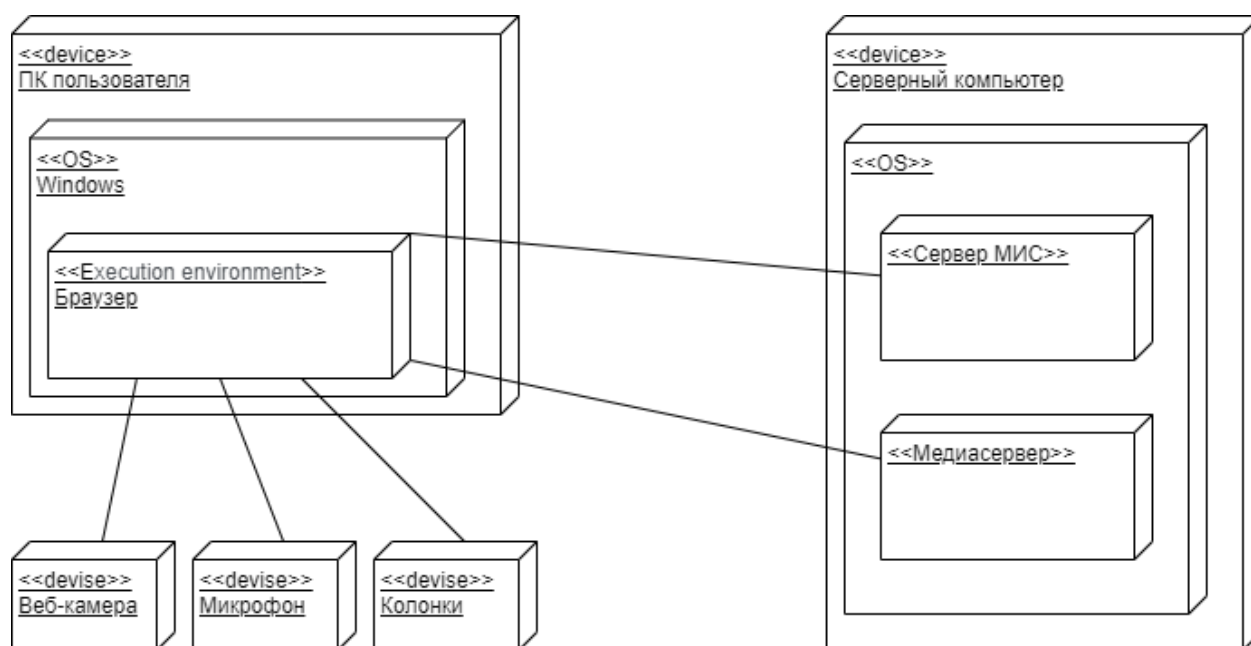 <<device>>
ПК пользователя
<<OS>>
Windows
<<Execution environment>>
Браузер
<<devise>>
Веб-камера
<<devise>>
Микрофон
<<devise>>
Колонки
<<device>>
Серверный компьютер
<<OS>>
<<Сервер МИС>>
<<Медиасервер>>